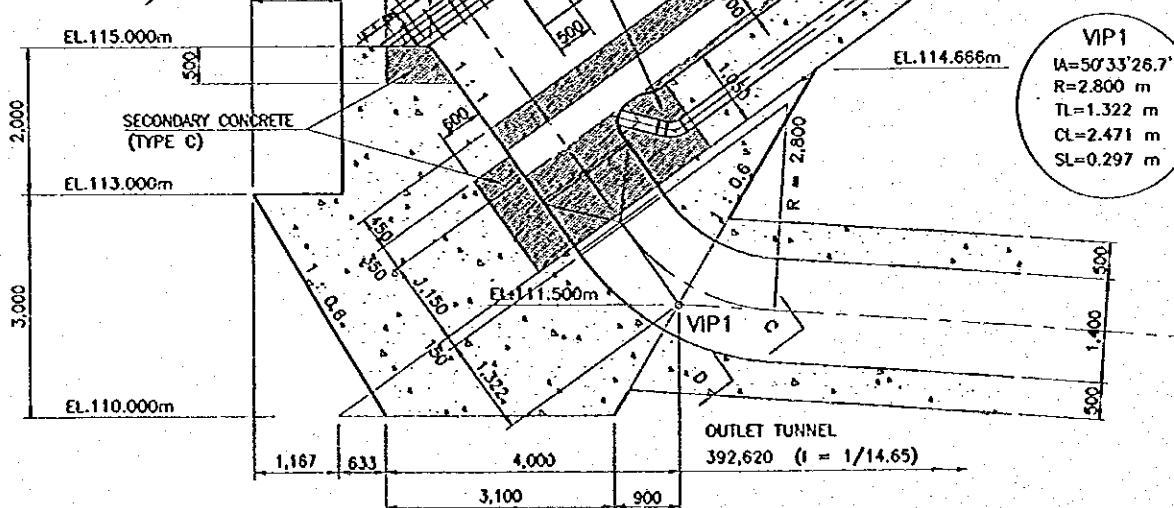 EL.115.000m
500
2,000
SECONDARY CONCRETE
(TYPE C)
EL.113.000m
3,000
EL.110.000m
1 : 1
500
600
1,050
EL.114.666m
VIP1
IA=50°33'26.7"
R=2.800 m
TL=1.322 m
CL=2.471 m
SL=0.297 m
1 : 0.6
R = 2,800
450
350
3,150
150
1,322
EL.111.500m
VIP1
C
D
500
1,400
500
OUTLET TUNNEL
392,620 (I = 1/14.65)
1,167
633
4,000
3,100
900